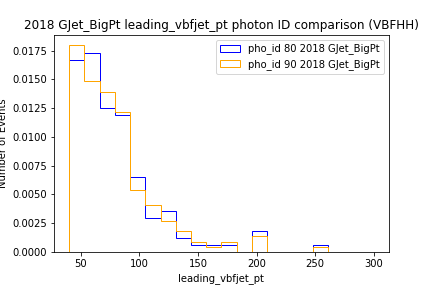 2018 GJet_BigPt leading_vbfjet_pt photon ID comparison (VBFHH)
pho_id 80 2018 GJet_BigPt
pho_id 90 2018 GJet_BigPt
Number of Events
0.0175
0.0150
0.0125
0.0100
0.0075
0.0050
0.0025
0.0000
50 100 150 200 250 300
leading_vbfjet_pt